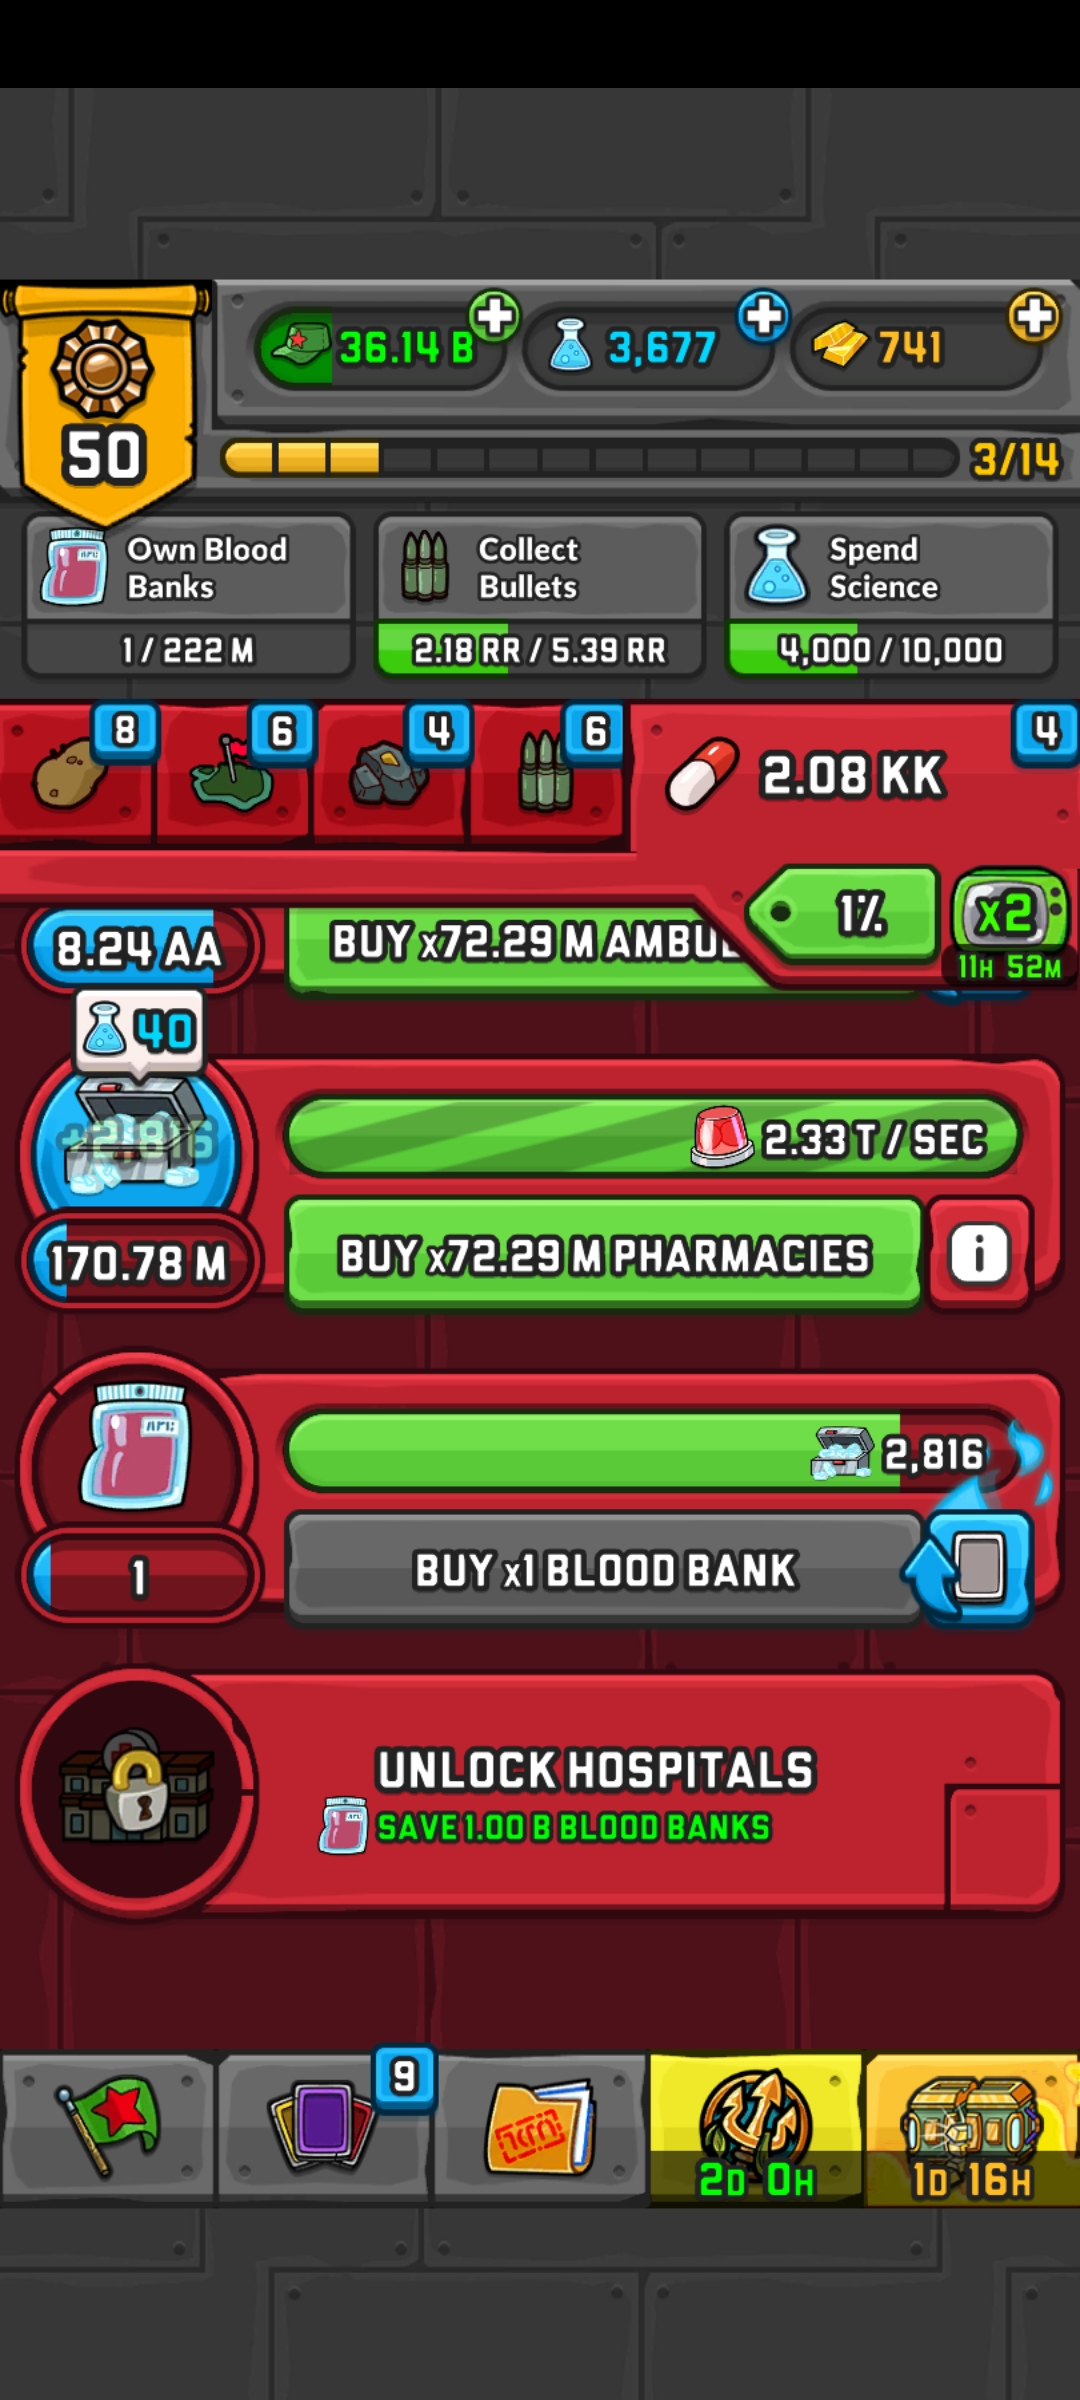 36.14 B
3,677
741
50
3/14
Own Blood
Banks
1 / 222 M
Collect
Bullets
2.18 RR / 5.39 RR
Spend
Science
4,000 / 10,000
8
6
4
6
2.08 KK
4
1%
x2
11H 52M
8.24 AA
BUY x72.29 M AMBUL
40
+2,816
2.33 T / SEC
170.78 M
BUY x72.29 M PHARMACIES
i
2,816
1
BUY x1 BLOOD BANK
UNLOCK HOSPITALS
SAVE 1.00 B BLOOD BANKS
9
2D 0H
1D 16H